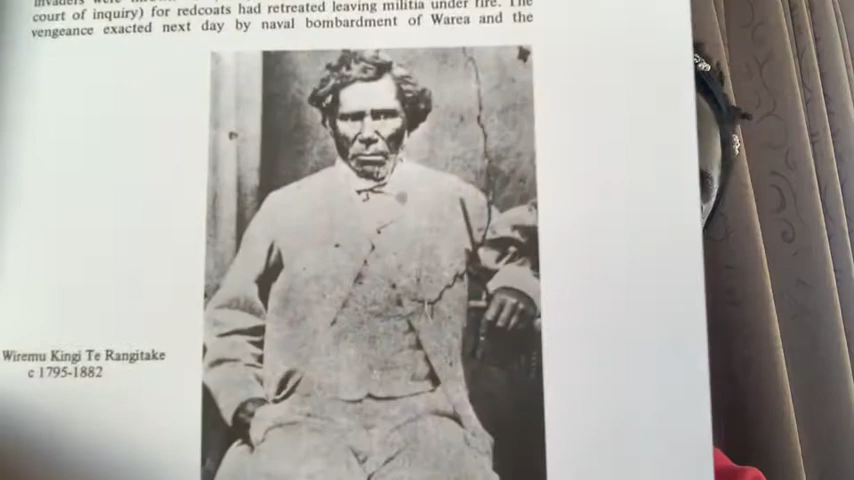 court of inquiry) for redcoats had retreated leaving militia under fire. The
vengeance exacted next day by naval bombardment of Warea and the
Wiremu Kingi Te Rangitake
c 1795-1882